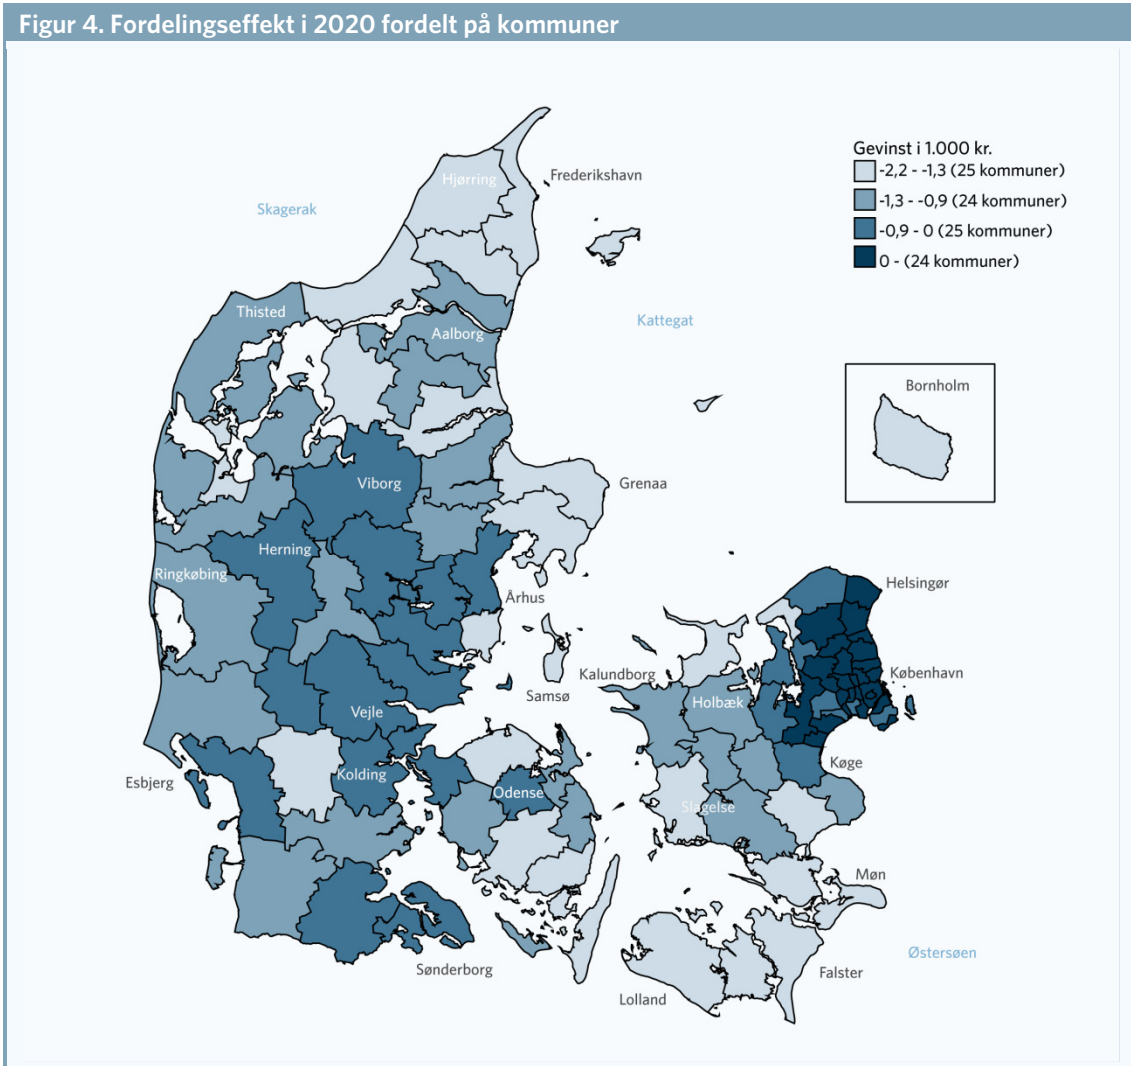 Figur 4. Fordelingseffekt i 2020 fordelt på kommuner
Gevinst i 1.000 kr.
-2,2 - -1,3 (25 kommuner)
-1,3 - -0,9 (24 kommuner)
-0,9 - 0 (25 kommuner)
0 - (24 kommuner)
Hjørring
Frederikshavn
Skagerak
Thisted
Kattegat
Aalborg
Bornholm
Viborg
Grenaa
Herning
Ringkøbing
Helsingør
Århus
Kalundborg
København
Samsø
Holbæk
Vejle
Køge
Kolding
Esbjerg
Odense
Slagelse
Møn
Østersøen
Sønderborg
Falster
Lolland